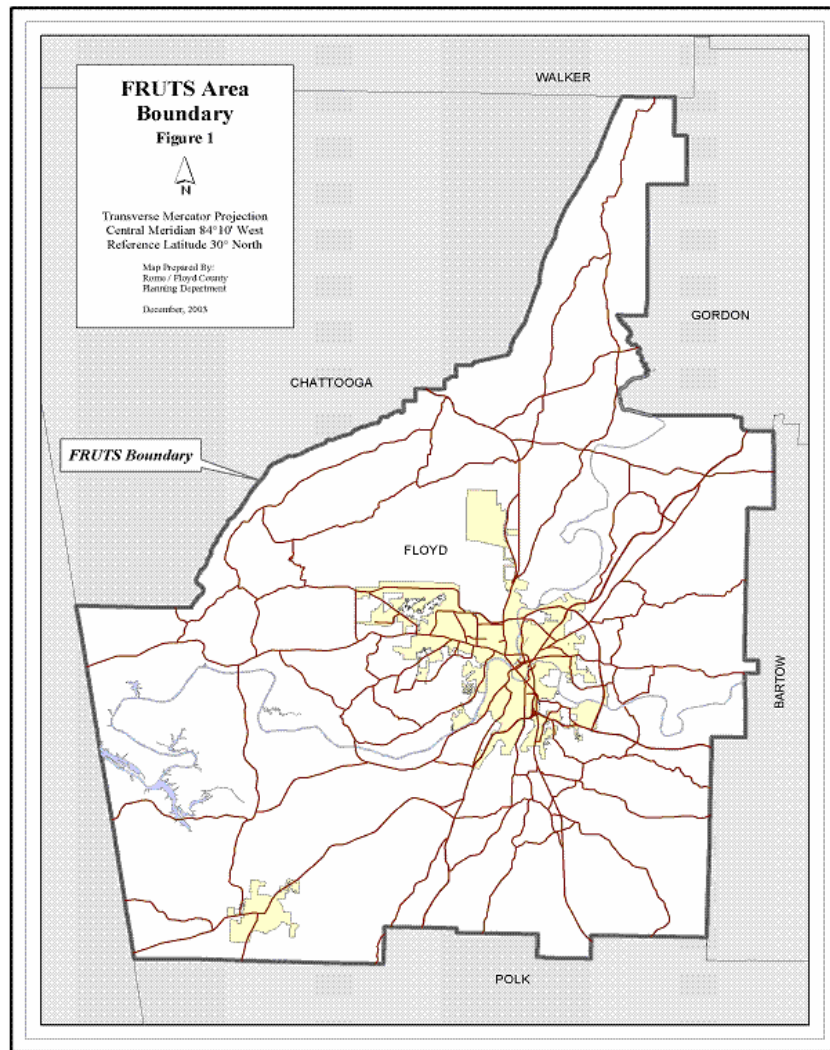 FRUTS Area
Boundary
Figure 1
N
Transverse Mercator Projection
Central Meridian 84°10' West
Reference Latitude 30° North
Map Prepared By:
Rome / Floyd County
Planning Department
December, 2003
WALKER
GORDON
CHATTOOGA
FRUTS Boundary
FLOYD
BARTOW
POLK